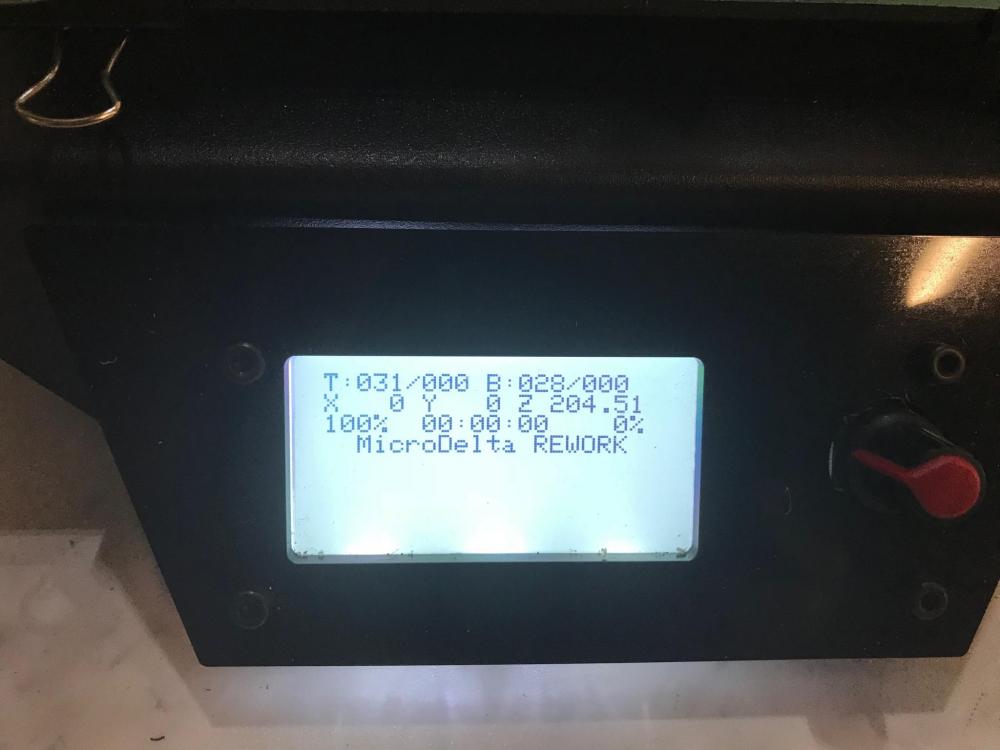 T:031/000 B:028/000
X 0 Y 0 Z 204.51
100% 00:00:00 0%
MicroDelta REWORK